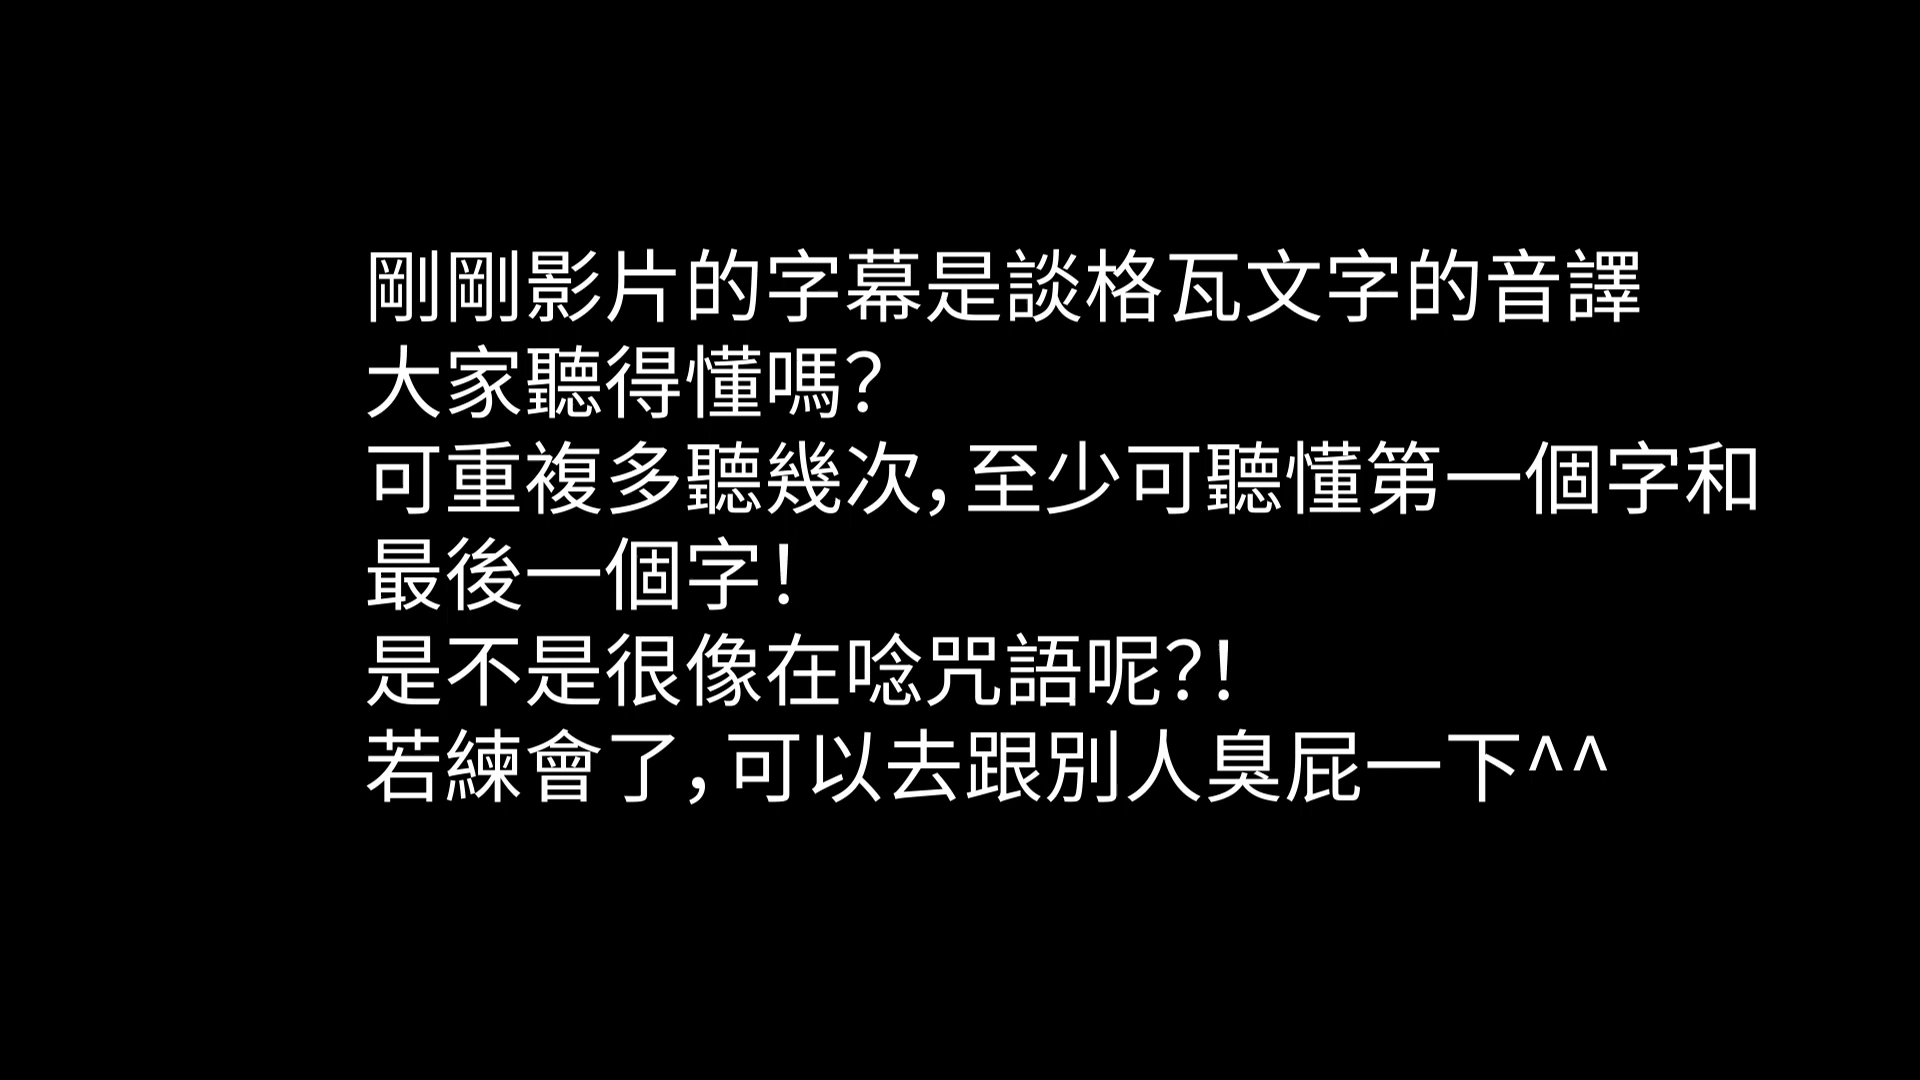 剛剛影片的字幕是談格瓦文字的音譯
大家聽得懂嗎?
可重複多聽幾次,至少可聽懂第一個字和
最後一個字!
是不是很像在唸咒語呢?!
若練會了,可以去跟別人臭屁一下^^